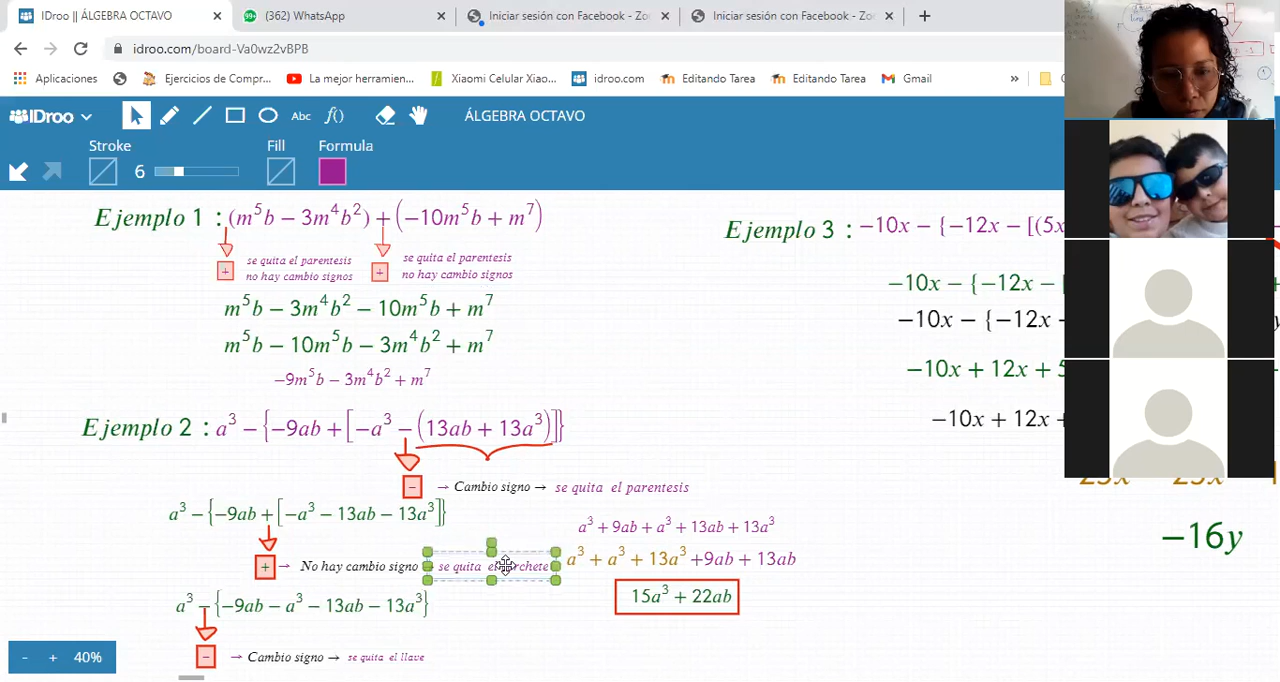 IDroo || ÁLGEBRA OCTAVO
(362) WhatsApp
Iniciar sesión con Facebook - Zo
Iniciar sesión con Facebook - Zo
idroo.com/board-Va0wz2vBPB
Aplicaciones
Ejercicios de Compr...
La mejor herramien...
Xiaomi Celular Xiao...
idroo.com
Editando Tarea
Editando Tarea
Gmail
»
IDroo
Abc
f()
ÁLGEBRA OCTAVO
Stroke
6
Fill
Formula
Ejemplo 1 : (m⁵b − 3m⁴b²) + (−10m⁵b + m⁷)
+ se quita el parentesis
no hay cambio signos
+ se quita el parentesis
no hay cambio signos
m⁵b − 3m⁴b² − 10m⁵b + m⁷
m⁵b − 10m⁵b − 3m⁴b² + m⁷
−9m⁵b − 3m⁴b² + m⁷
Ejemplo 2 : a³ − {−9ab + [−a³ − (13ab + 13a³)]}
− → Cambio signo → se quita el parentesis
a³ − {−9ab + [−a³ − 13ab − 13a³]}
+ → No hay cambio signo → se quita el
a³ − {−9ab − a³ − 13ab − 13a³}
− → Cambio signo → se quita el llave
a³ + 9ab + a³ + 13ab + 13a³
a³ + a³ + 13a³ + 9ab + 13ab
15a³ + 22ab
Ejemplo 3 : −10x − {−12x − [(5x
−10x − {−12x − [
−10x − {−12x
−10x + 12x + 5
−10x + 12x +
−16y
40%